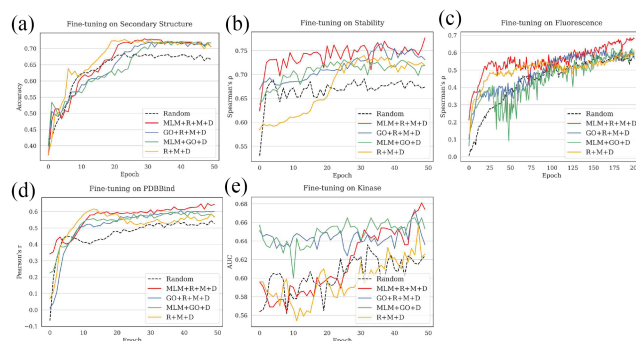 (a)
Fine-tuning on Secondary Structure
Accuracy
0.70
0.65
0.60
0.55
0.50
0.45
0.40
Random
MLM+R+M+D
GO+R+M+D
MLM+GO+D
R+M+D
0 10 20 30 40 50
Epoch
(b)
Fine-tuning on Stability
Spearman's ρ
0.75
0.70
0.65
0.60
0.55
Random
MLM+R+M+D
GO+R+M+D
MLM+GO+D
R+M+D
0 10 20 30 40 50
Epoch
(c)
Fine-tuning on Fluorescence
Spearman's ρ
0.7
0.6
0.5
0.4
0.3
0.2
0.1
0.0
Random
MLM+R+M+D
GO+R+M+D
MLM+GO+D
R+M+D
0 25 50 75 100 125 150 175 200
Epoch
(d)
Fine-tuning on PDBBind
Pearson's r
0.6
0.5
0.4
0.3
0.2
0.1
0.0
−0.1
Random
MLM+R+M+D
GO+R+M+D
MLM+GO+D
R+M+D
0 10 20 30 40 50
Epoch
(e)
Fine-tuning on Kinase
AUC
0.68
0.66
0.64
0.62
0.60
0.58
0.56
Random
MLM+R+M+D
GO+R+M+D
MLM+GO+D
R+M+D
0 10 20 30 40 50
Epoch